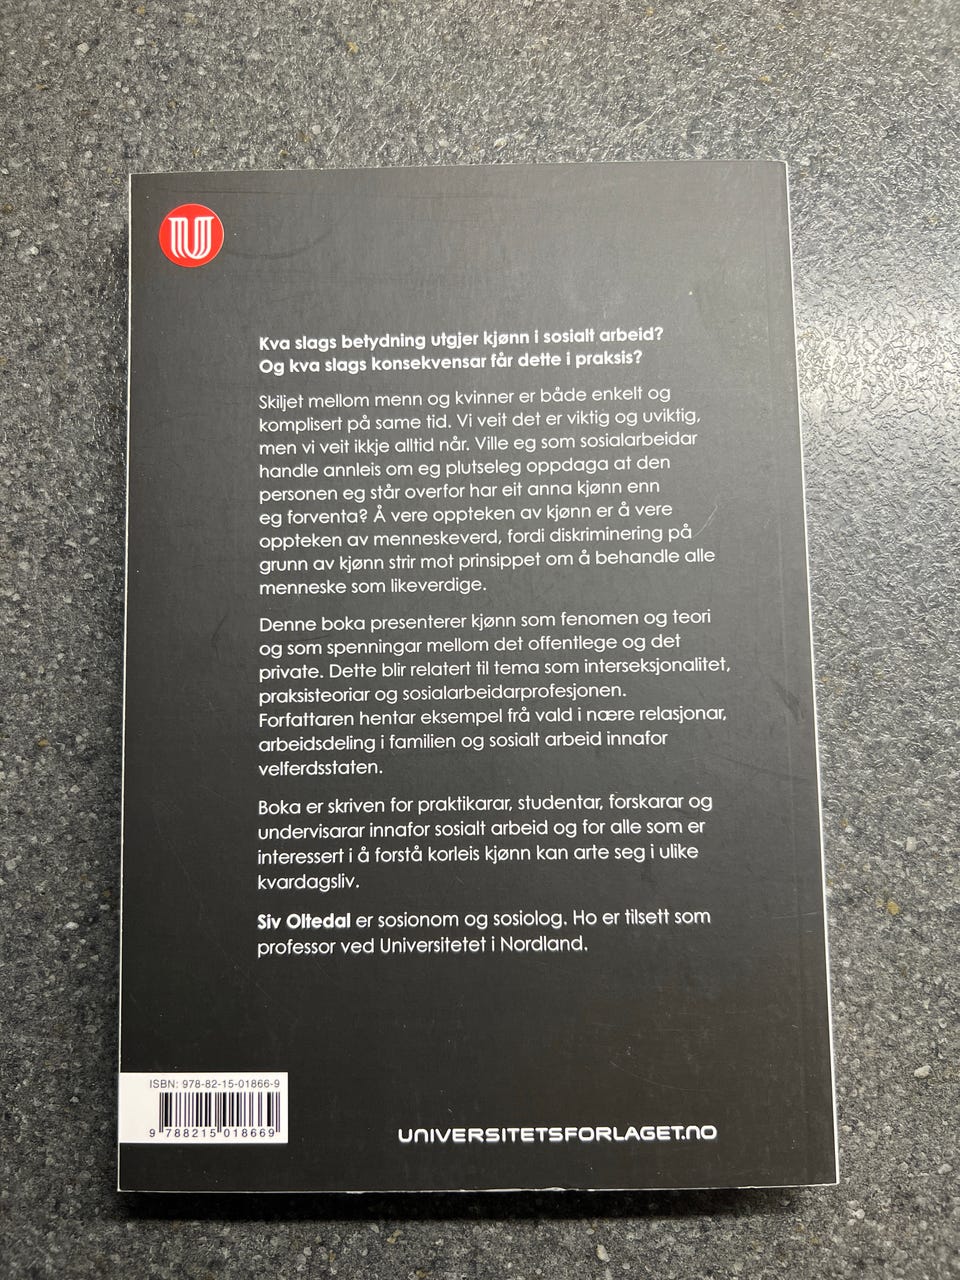 U
Kva slags betydning utgjer kjønn i sosialt arbeid?
Og kva slags konsekvensar får dette i praksis?
Skiljet mellom menn og kvinner er både enkelt og
komplisert på same tid. Vi veit det er viktig og uviktig,
men vi veit ikkje alltid når. Ville eg som sosialarbeidar
handle annleis om eg plutseleg oppdaga at den
personen eg står overfor har eit anna kjønn enn
eg forventa? Å vere oppteken av kjønn er å vere
oppteken av menneskeverd, fordi diskriminering på
grunn av kjønn strir mot prinsippet om å behandle alle
menneske som likeverdige.
Denne boka presenterer kjønn som fenomen og teori
og som spenningar mellom det offentlege og det
private. Dette blir relatert til tema som interseksjonalitet,
praksisteoriar og sosialarbeidarprofesjonen.
Forfattaren hentar eksempel frå vald i nære relasjonar,
arbeidsdeling i familien og sosialt arbeid innafor
velferdsstaten.
Boka er skriven for praktikarar, studentar, forskarar og
undervisarar innafor sosialt arbeid og for alle som er
interessert i å forstå korleis kjønn kan arte seg i ulike
kvardagsliv.
Siv Oltedal er sosionom og sosiolog. Ho er tilsett som
professor ved Universitetet i Nordland.
ISBN: 978-82-15-01866-9
9 788215 018669
UNIVERSITETSFORLAGET.NO